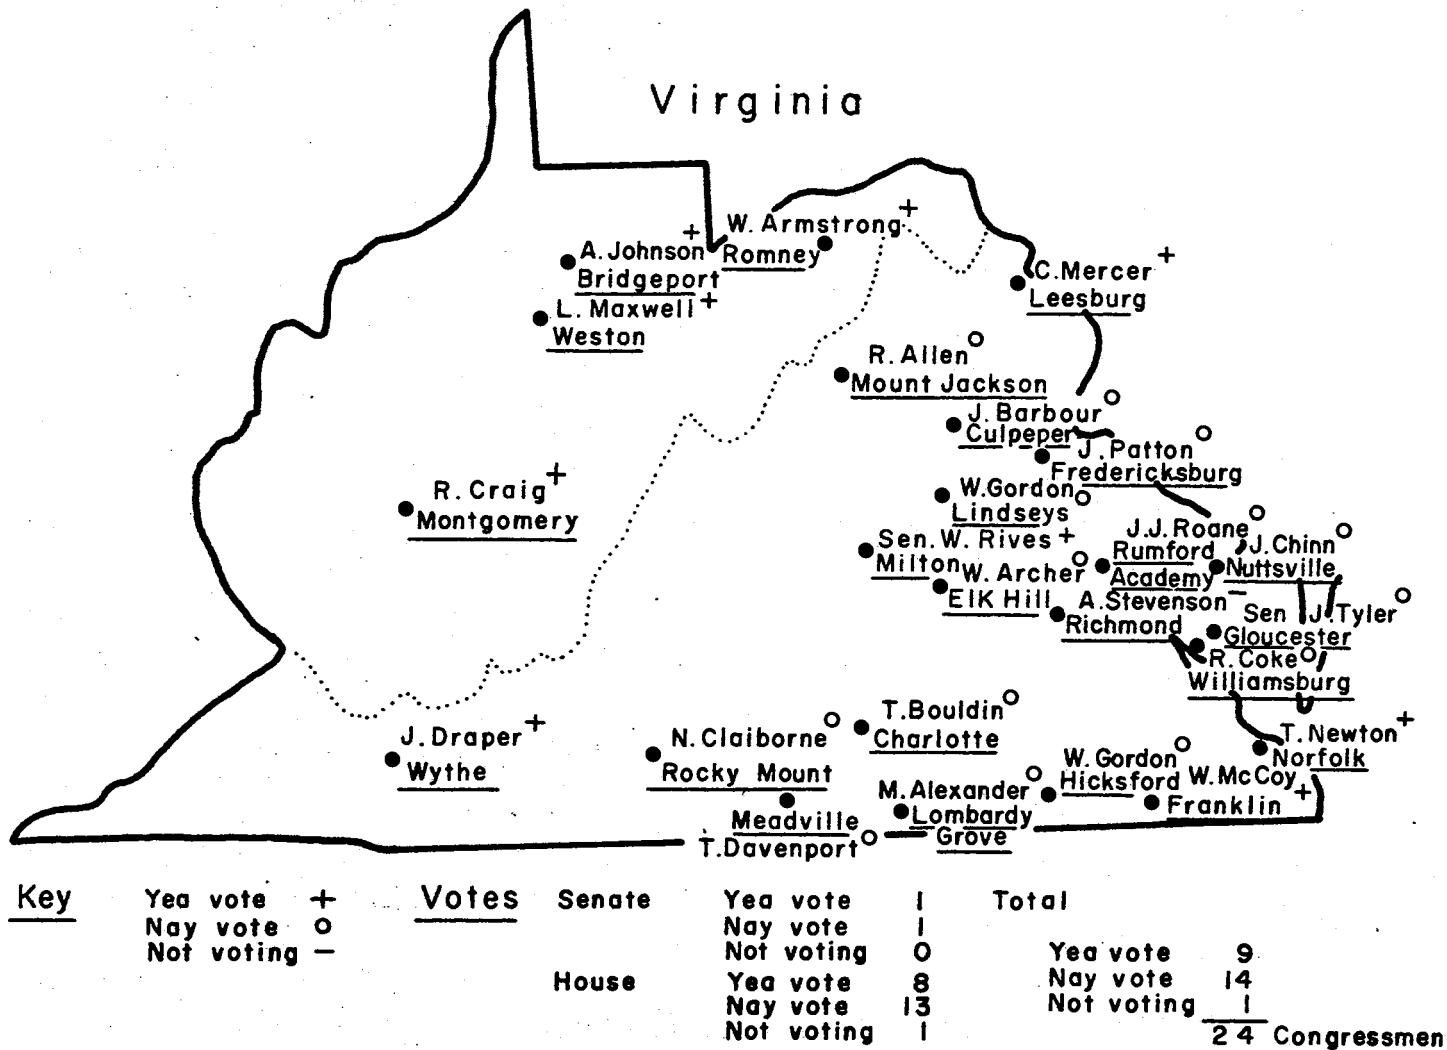 Virginia
W. Armstrong +
Romney
A. Johnson +
Bridgeport
L. Maxwell +
Weston
C. Mercer +
Leesburg
R. Allen O
Mount Jackson
J. Barbour O
Culpeper
J. Patton O
Fredericksburg
R. Craig +
Montgomery
W. Gordon O
Lindseys
J.J. Roane O
Rumford
Academy
J. Chinn O
Nuttsville
Sen. W. Rives +
Milton
W. Archer O
Elk Hill
A. Stevenson –
Richmond
Sen J. Tyler O
Gloucester
R. Coke O
Williamsburg
J. Draper +
Wythe
N. Claiborne O
Rocky Mount
T. Bouldin O
Charlotte
T. Newton +
Norfolk
W. Gordon O
Hicksford
W. McCoy +
Franklin
M. Alexander O
Lombardy
Grove
Meadville
T. Davenport O
Key
Yea vote +
Nay vote O
Not voting –
Votes
Senate
Yea vote 1
Nay vote 1
Not voting 0
House
Yea vote 8
Nay vote 13
Not voting 1
Total
Yea vote 9
Nay vote 14
Not voting 1
24 Congressmen